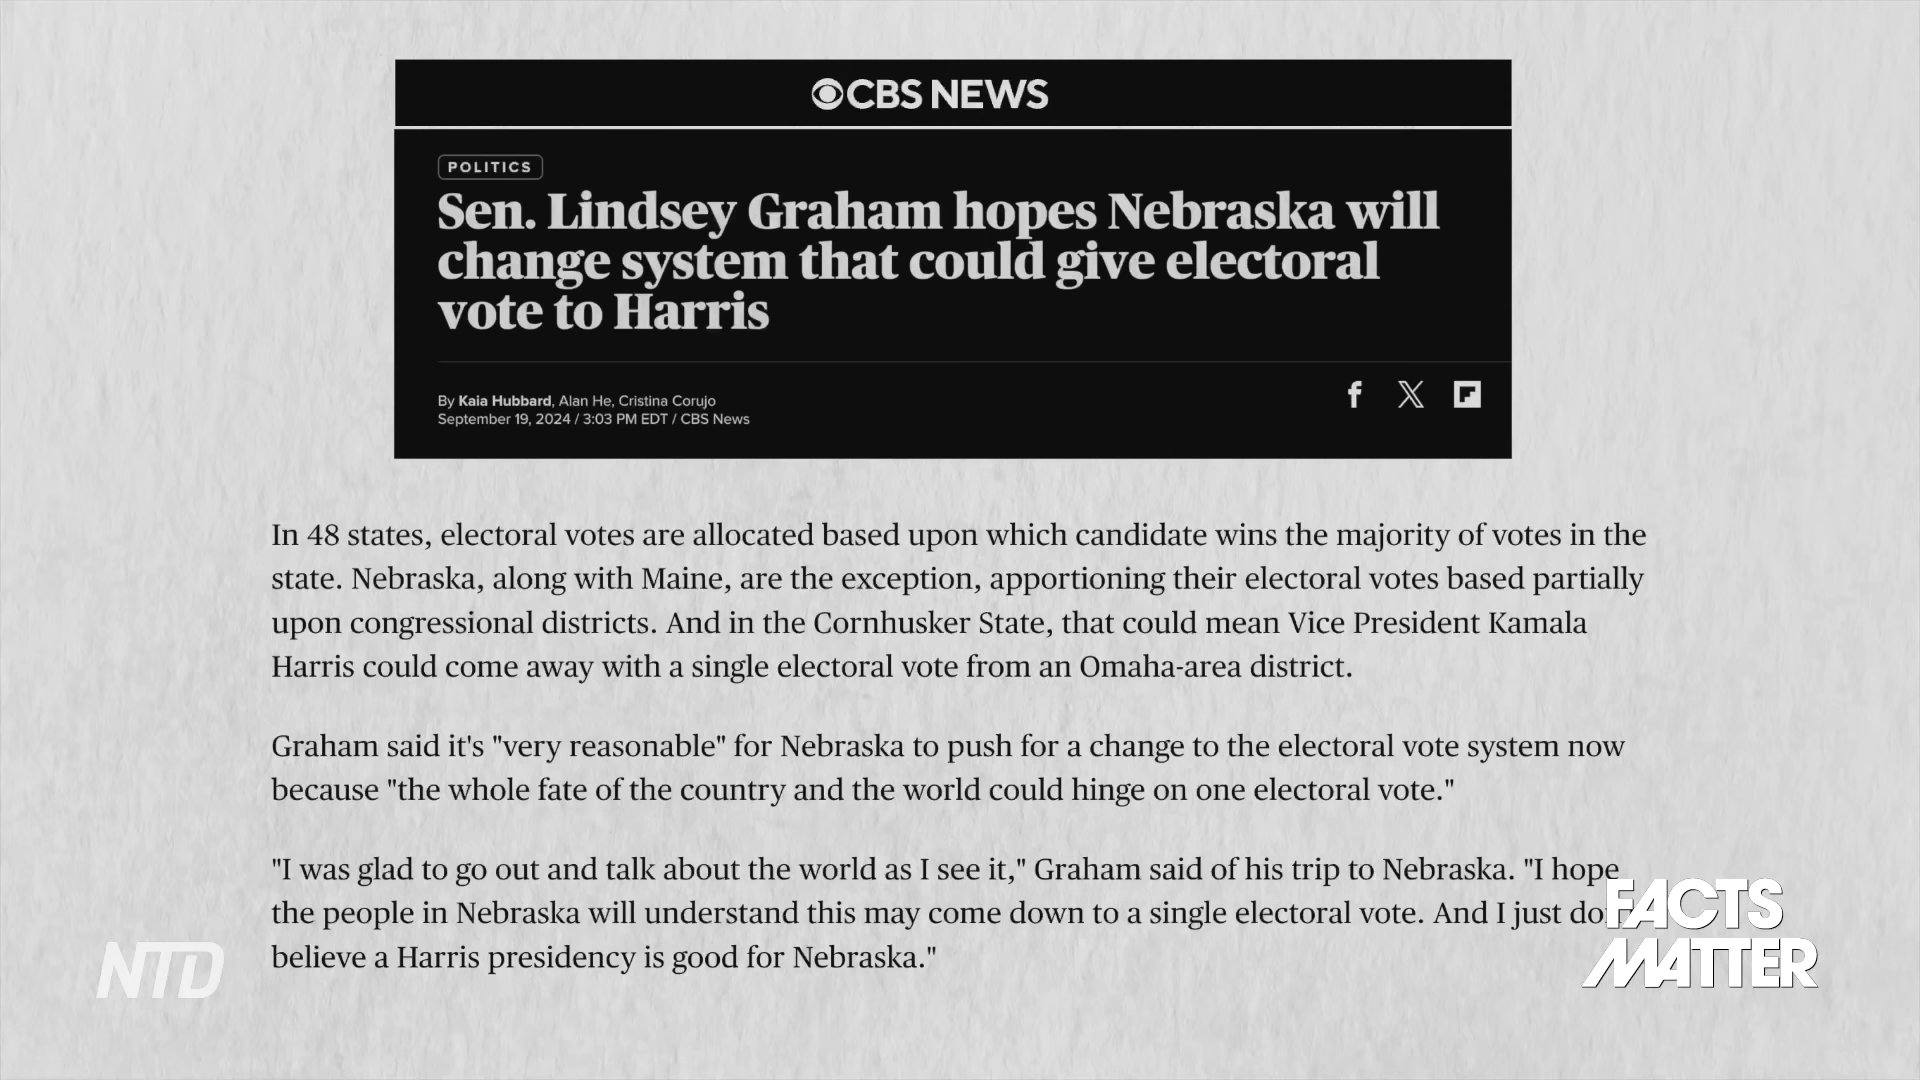 CBS NEWS
POLITICS
Sen. Lindsey Graham hopes Nebraska will
change system that could give electoral
vote to Harris
By Kaia Hubbard, Alan He, Cristina Corujo
September 19, 2024 / 3:03 PM EDT / CBS News
In 48 states, electoral votes are allocated based upon which candidate wins the majority of votes in the
state. Nebraska, along with Maine, are the exception, apportioning their electoral votes based partially
upon congressional districts. And in the Cornhusker State, that could mean Vice President Kamala
Harris could come away with a single electoral vote from an Omaha-area district.
Graham said it's "very reasonable" for Nebraska to push for a change to the electoral vote system now
because "the whole fate of the country and the world could hinge on one electoral vote."
"I was glad to go out and talk about the world as I see it," Graham said of his trip to Nebraska. "I hope
the people in Nebraska will understand this may come down to a single electoral vote. And I just
believe a Harris presidency is good for Nebraska."
FACTS
MATTER
NTD